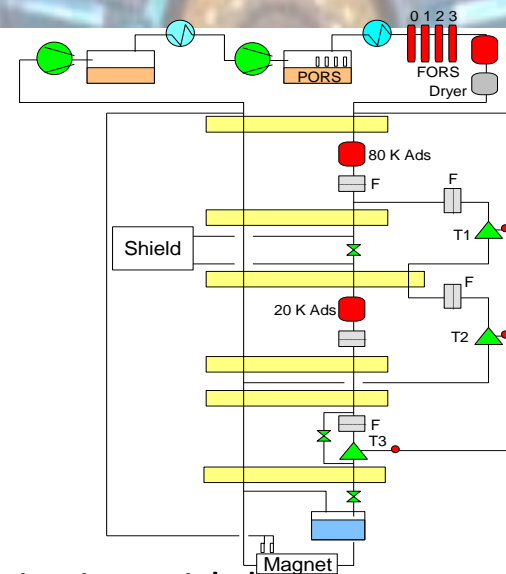 0 1 2 3
PORS
FORS
Dryer
80 K Ads
F
F
T1
Shield
F
20 K Ads
T2
F
T3
Magnet